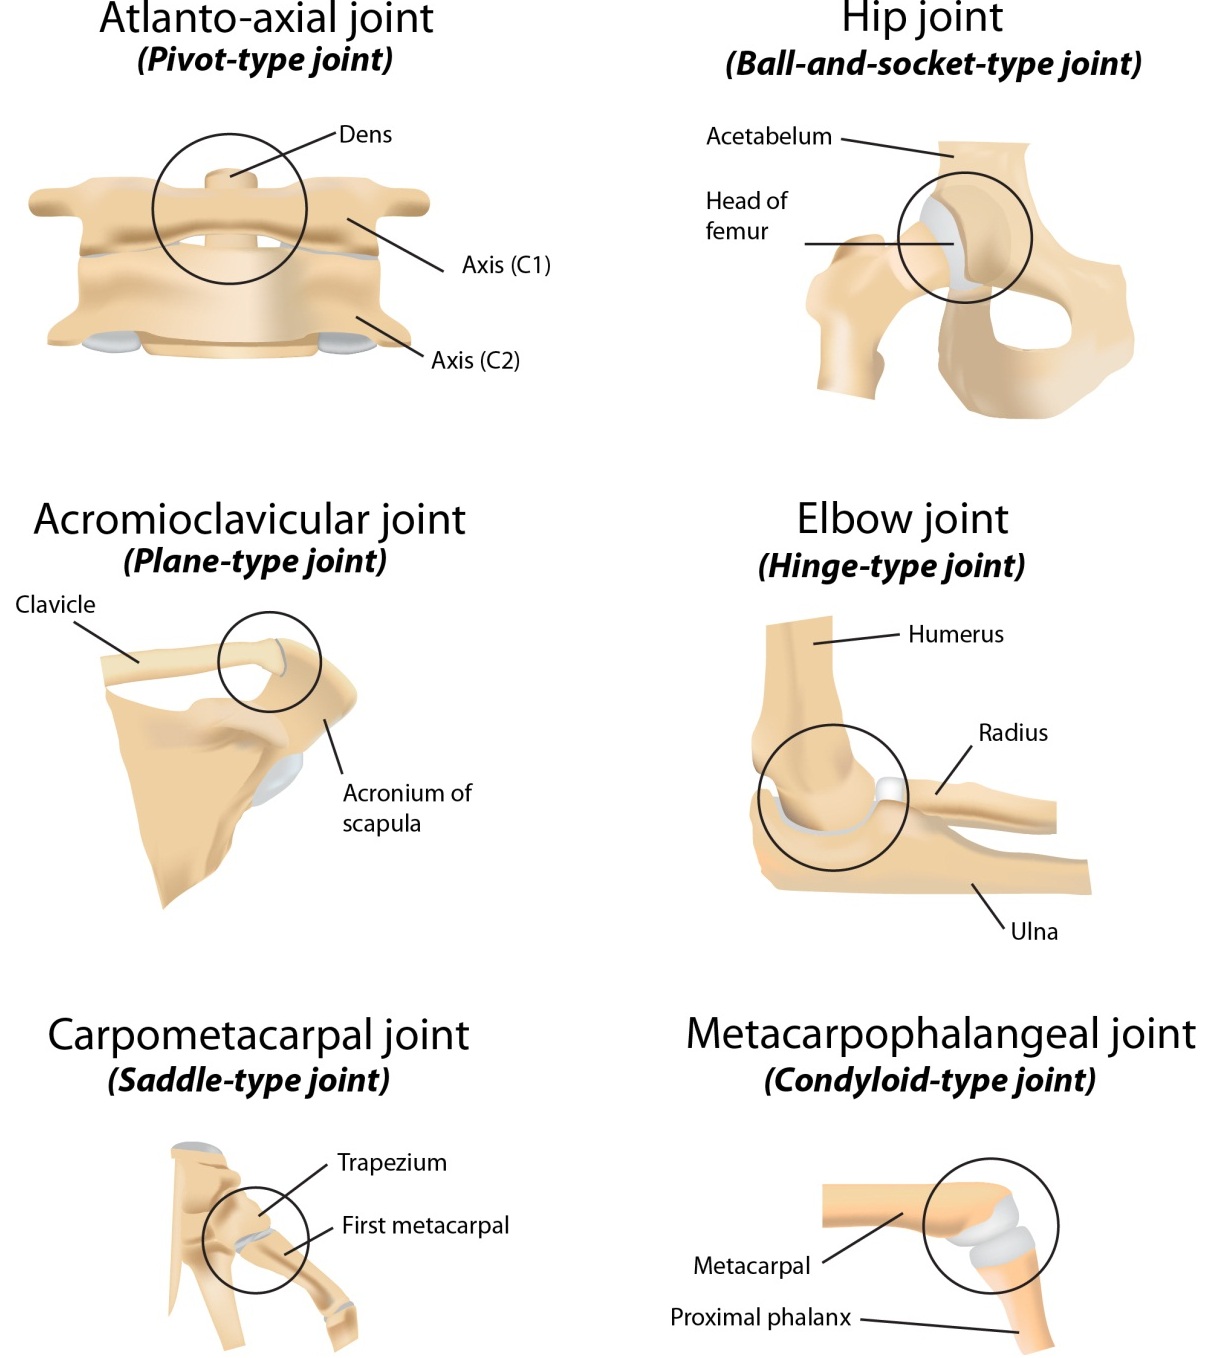 Atlanto-axial joint
(Pivot-type joint)
Dens
Axis (C1)
Axis (C2)
Hip joint
(Ball-and-socket-type joint)
Acetabelum
Head of
femur
Acromioclavicular joint
(Plane-type joint)
Clavicle
Acronium of
scapula
Elbow joint
(Hinge-type joint)
Humerus
Radius
Ulna
Carpometacarpal joint
(Saddle-type joint)
Trapezium
First metacarpal
Metacarpophalangeal joint
(Condyloid-type joint)
Metacarpal
Proximal phalanx